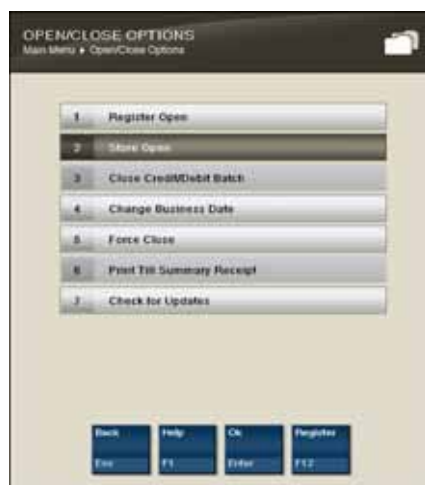 OPEN/CLOSE OPTIONS
Main Menu ▸ Open/Close Options
1 Register Open
2 Store Open
3 Close Credit/Debit Batch
4 Change Business Date
5 Force Close
6 Print Till Summary Receipt
7 Check for Updates
Back Help Ok Register
Esc F1 Enter F12